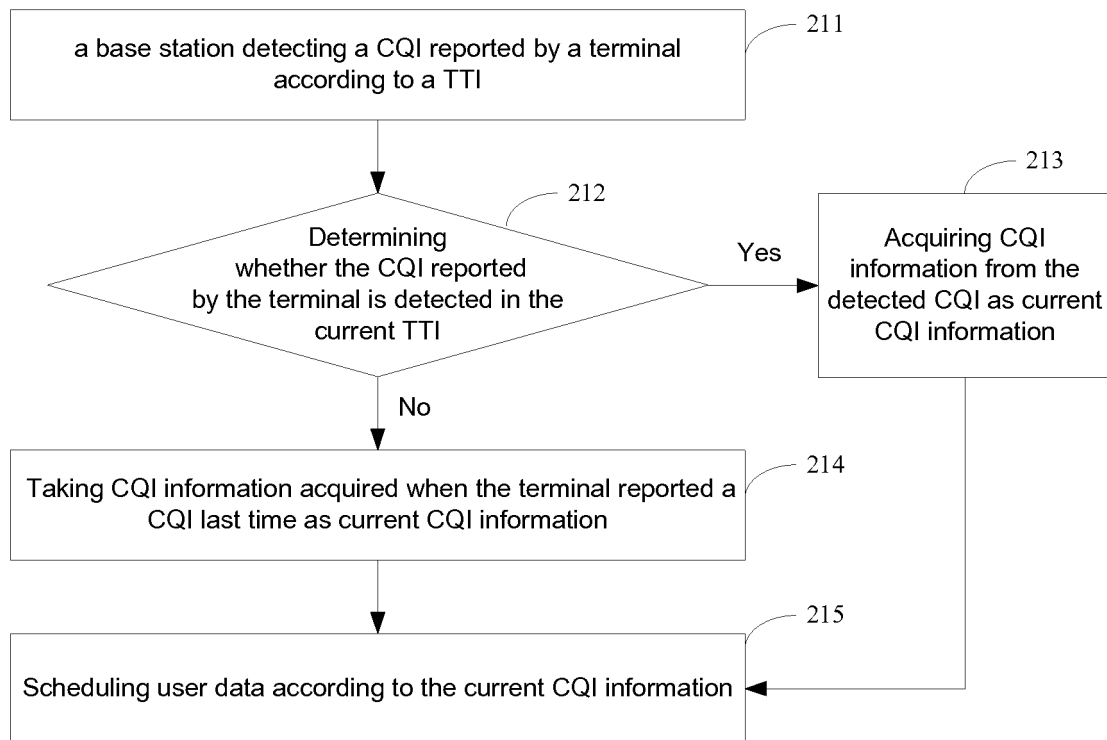 a base station detecting a CQI reported by a terminal
according to a TTI
211
Determining
whether the CQI reported
by the terminal is detected in the
current TTI
212
Yes
213
Acquiring CQI
information from the
detected CQI as current
CQI information
No
Taking CQI information acquired when the terminal reported a
CQI last time as current CQI information
214
Scheduling user data according to the current CQI information
215